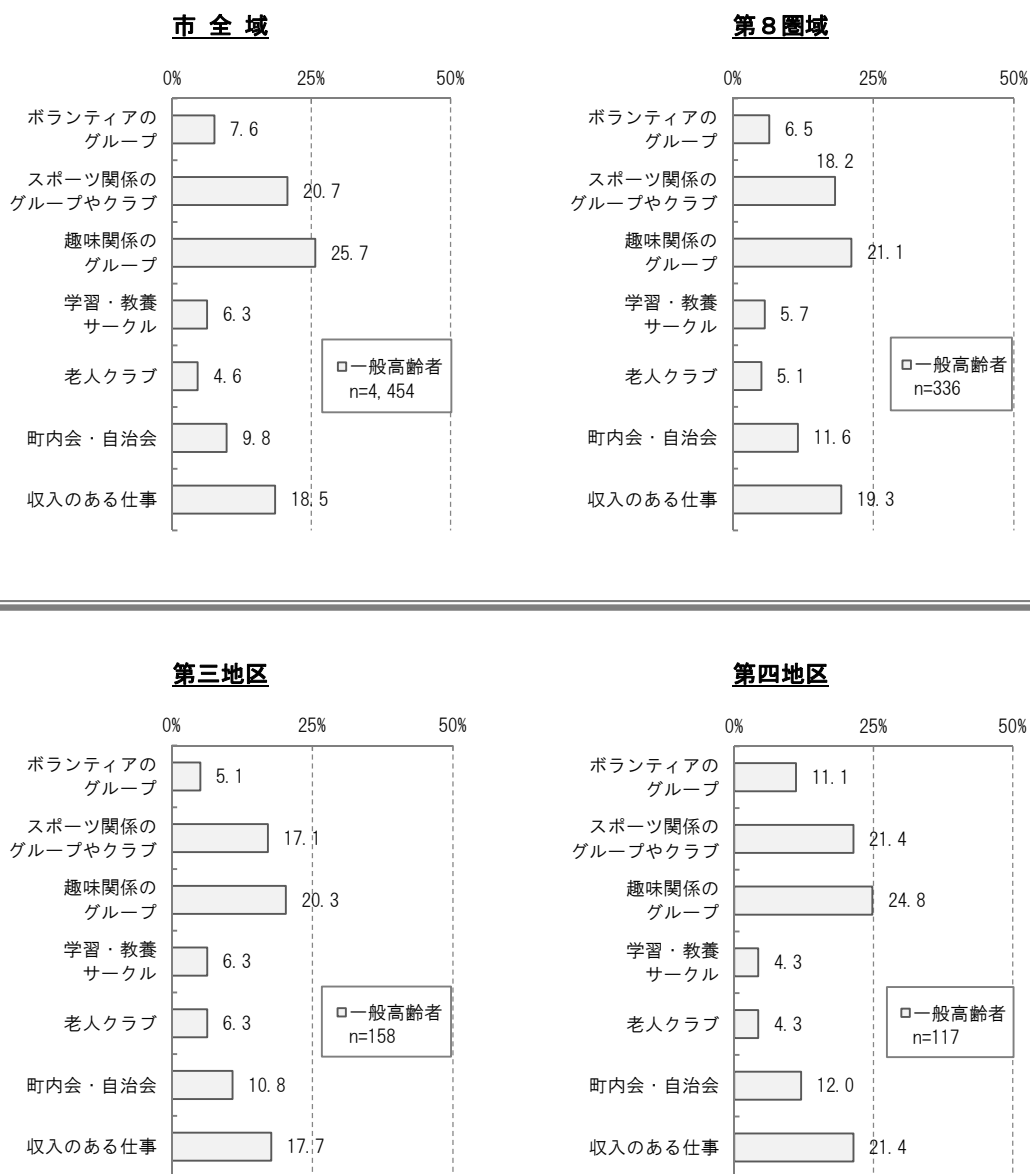 市 全 域
0% 25% 50%
ボランティアの
グループ
7.6
スポーツ関係の
グループやクラブ
20.7
趣味関係の
グループ
25.7
学習・教養
サークル
6.3
老人クラブ
4.6
町内会・自治会
9.8
収入のある仕事
18.5
一般高齢者
n=4,454
第８圏域
0% 25% 50%
ボランティアの
グループ
6.5
スポーツ関係の
グループやクラブ
18.2
趣味関係の
グループ
21.1
学習・教養
サークル
5.7
老人クラブ
5.1
町内会・自治会
11.6
収入のある仕事
19.3
一般高齢者
n=336
第三地区
0% 25% 50%
ボランティアの
グループ
5.1
スポーツ関係の
グループやクラブ
17.1
趣味関係の
グループ
20.3
学習・教養
サークル
6.3
老人クラブ
6.3
町内会・自治会
10.8
収入のある仕事
17.7
一般高齢者
n=158
第四地区
0% 25% 50%
ボランティアの
グループ
11.1
スポーツ関係の
グループやクラブ
21.4
趣味関係の
グループ
24.8
学習・教養
サークル
4.3
老人クラブ
4.3
町内会・自治会
12.0
収入のある仕事
21.4
一般高齢者
n=117